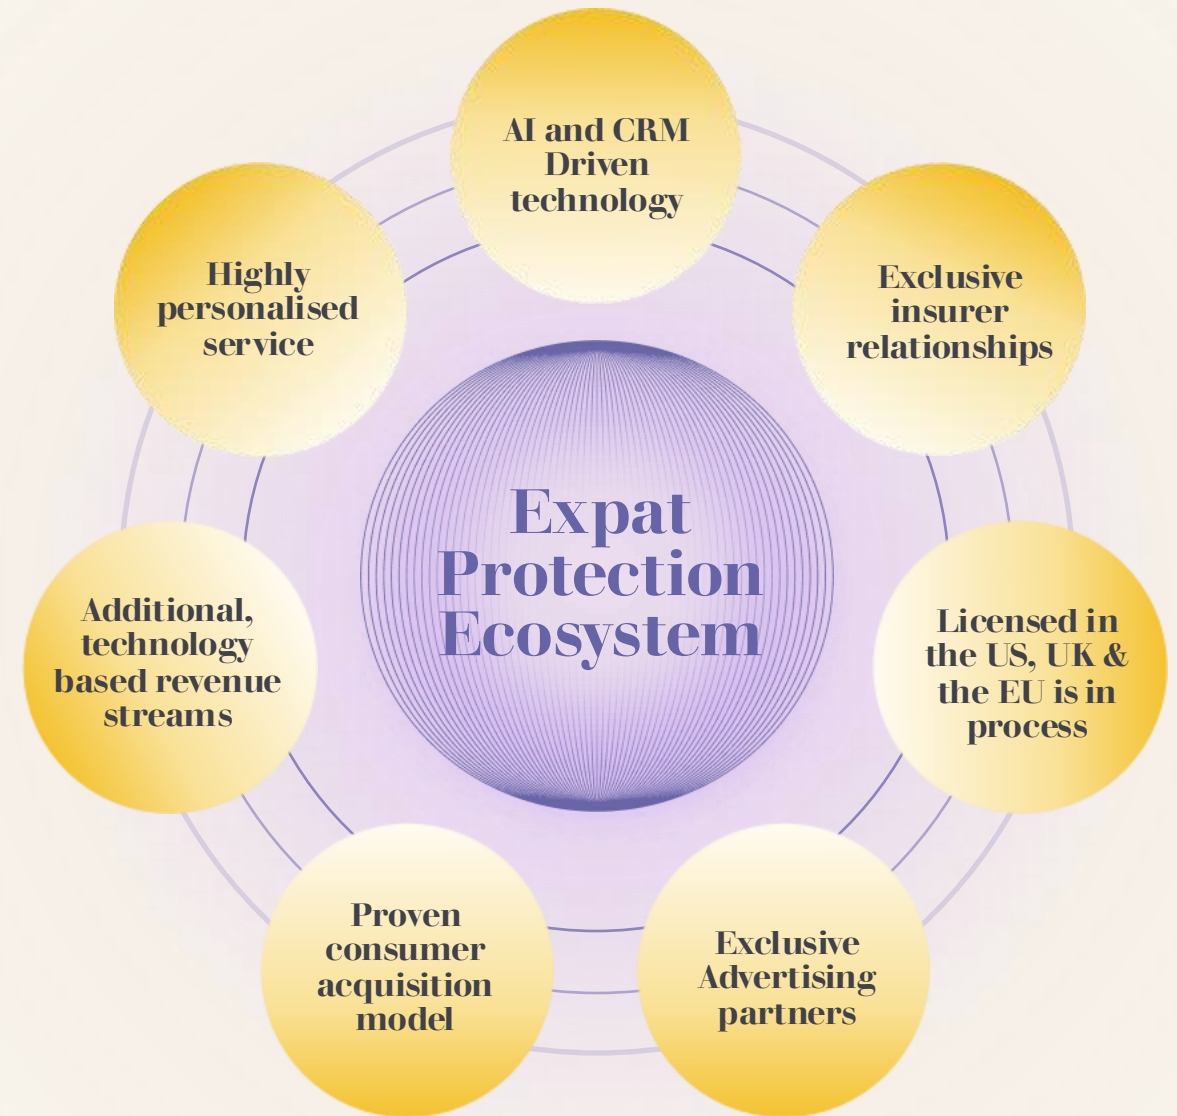 AI and CRM
Driven
technology
Highly
personalised
service
Exclusive
insurer
relationships
Expat
Protection
Ecosystem
Additional,
technology
based revenue
streams
Licensed in
the US, UK &
the EU is in
process
Proven
consumer
acquisition
model
Exclusive
Advertising
partners